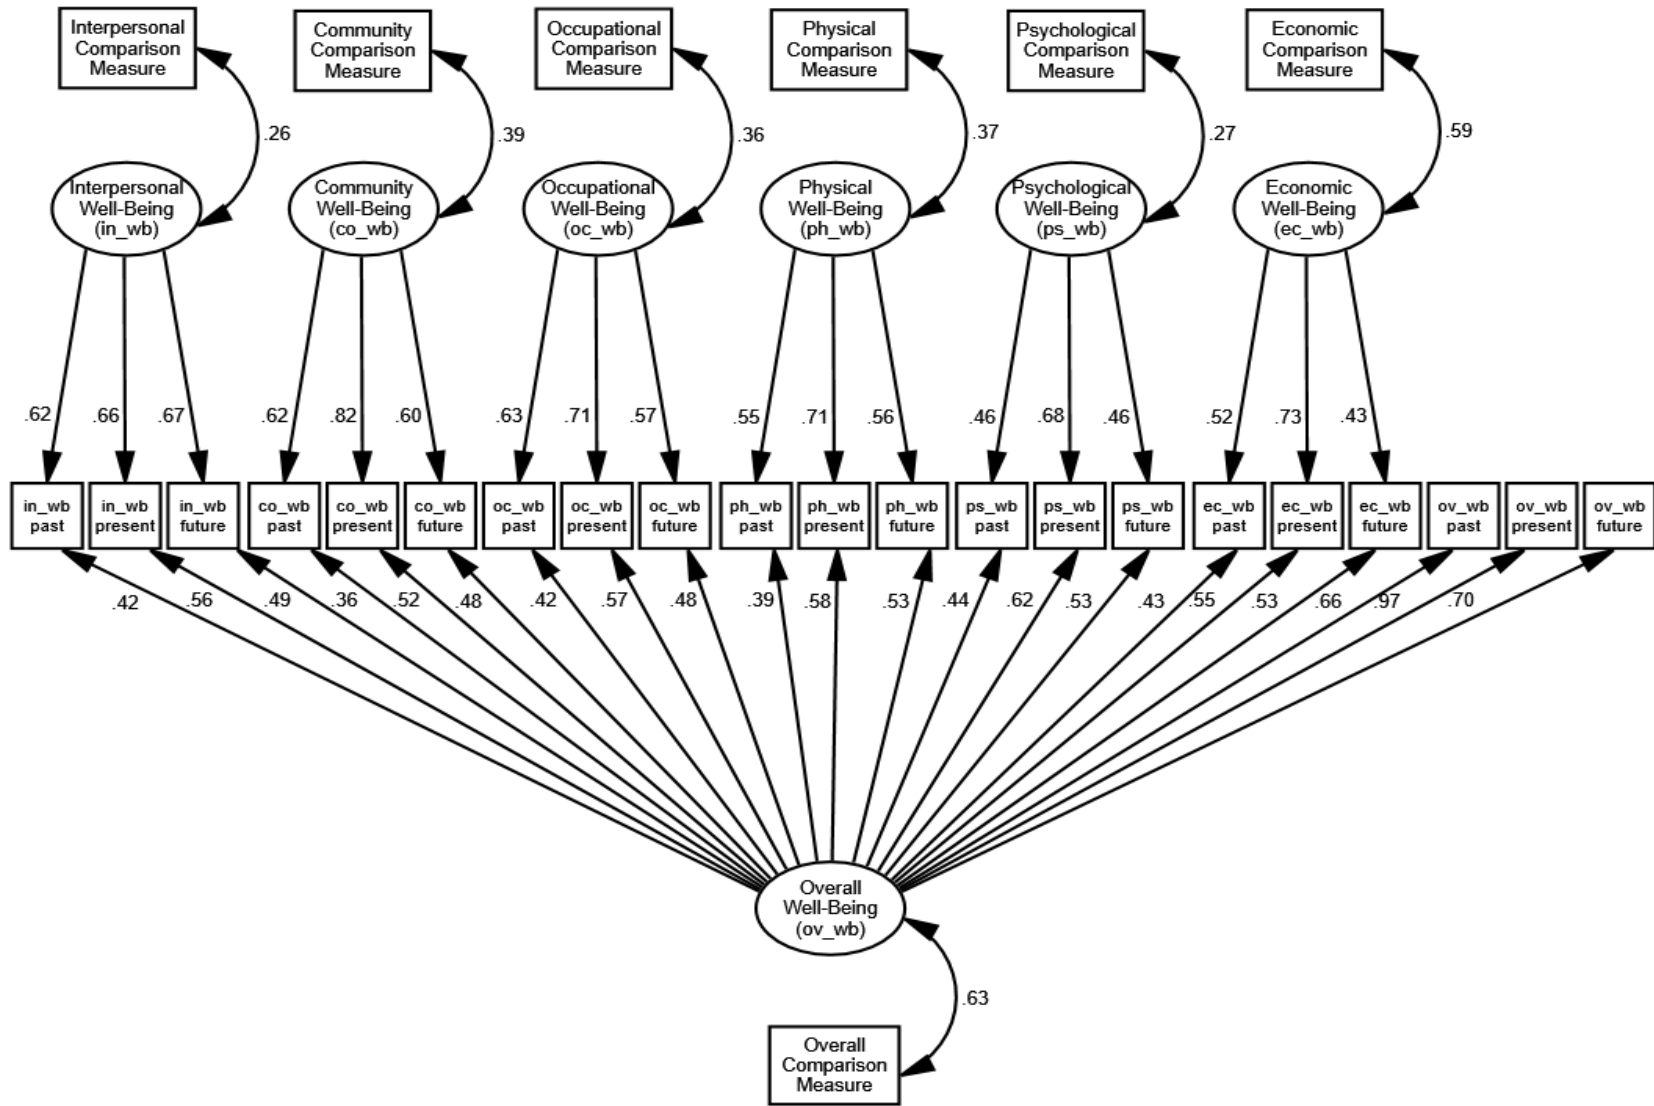 Interpersonal
Comparison
Measure
Community
Comparison
Measure
Occupational
Comparison
Measure
Physical
Comparison
Measure
Psychological
Comparison
Measure
Economic
Comparison
Measure
.26
.39
.36
.37
.27
.59
Interpersonal
Well-Being
(in_wb)
Community
Well-Being
(co_wb)
Occupational
Well-Being
(oc_wb)
Physical
Well-Being
(ph_wb)
Psychological
Well-Being
(ps_wb)
Economic
Well-Being
(ec_wb)
.62
.66
.67
.62
.82
.60
.63
.71
.57
.55
.71
.56
.46
.68
.46
.52
.73
.43
in_wb
past
in_wb
present
in_wb
future
co_wb
past
co_wb
present
co_wb
future
oc_wb
past
oc_wb
present
oc_wb
future
ph_wb
past
ph_wb
present
ph_wb
future
ps_wb
past
ps_wb
present
ps_wb
future
ec_wb
past
ec_wb
present
ec_wb
future
ov_wb
past
ov_wb
present
ov_wb
future
.42
.56
.49
.36
.52
.48
.42
.57
.48
.39
.58
.53
.44
.62
.53
.43
.55
.53
.66
.97
.70
Overall
Well-Being
(ov_wb)
.63
Overall
Comparison
Measure